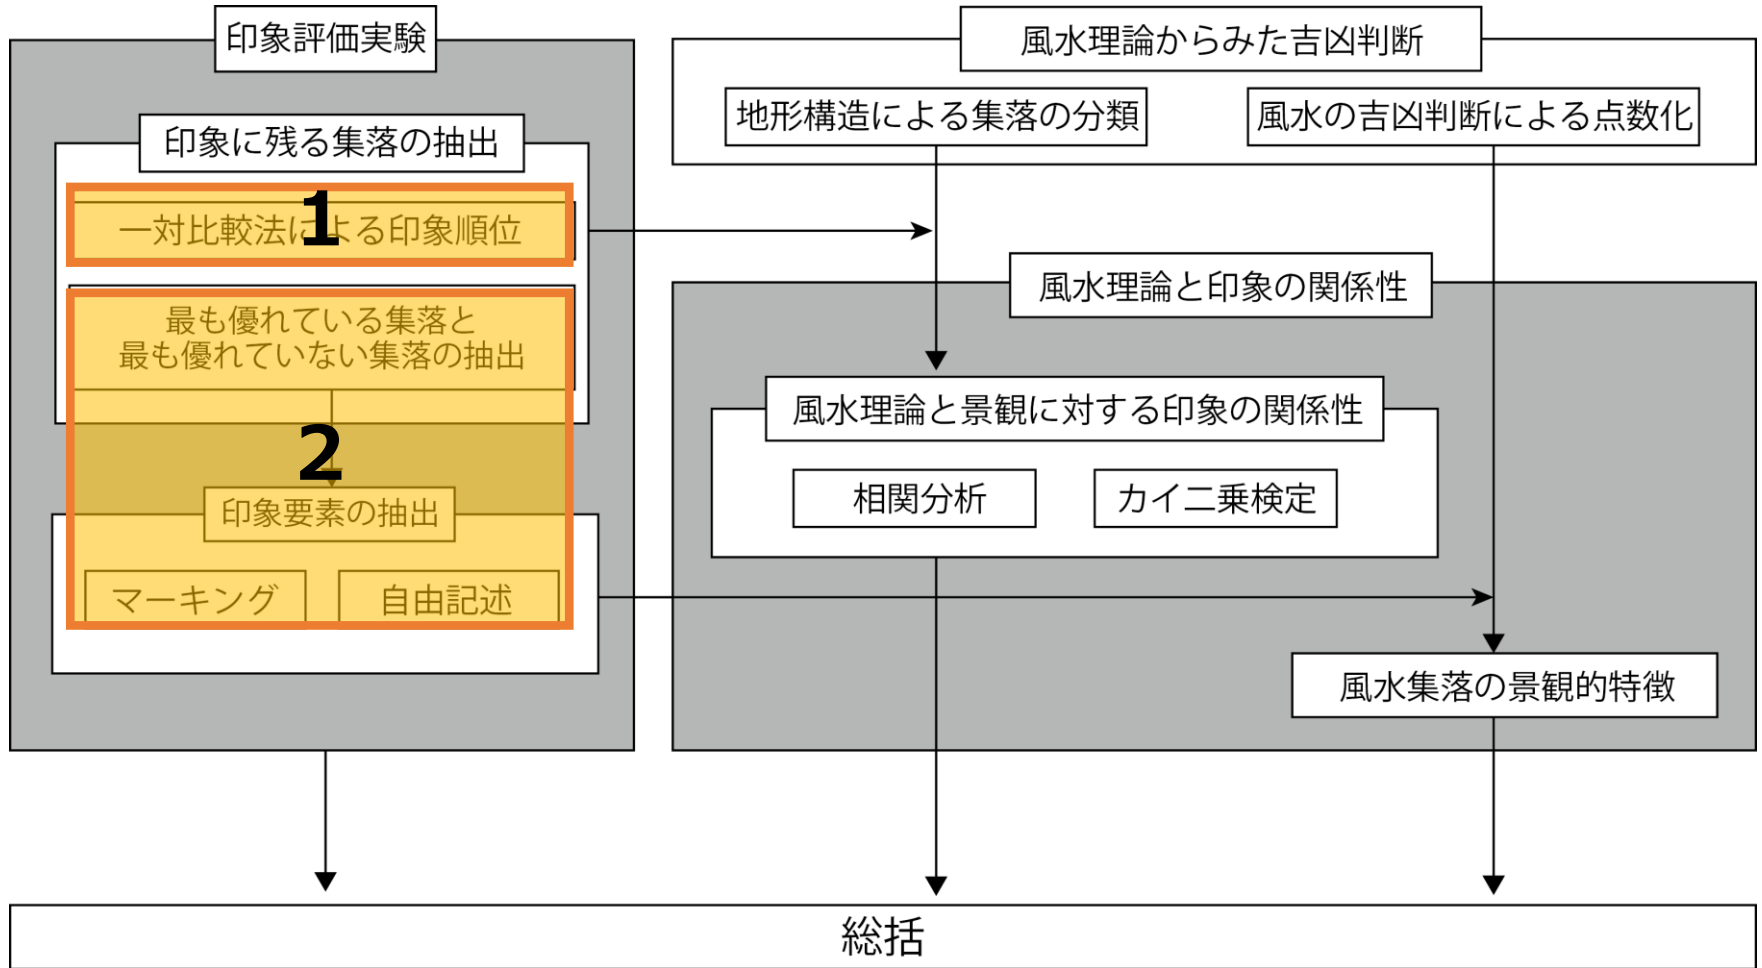 印象評価実験
印象に残る集落の抽出
1
一対比較法による印象順位
最も優れている集落と
最も優れていない集落の抽出
2
印象要素の抽出
マーキング
自由記述
風水理論からみた吉凶判断
地形構造による集落の分類
風水の吉凶判断による点数化
風水理論と印象の関係性
風水理論と景観に対する印象の関係性
相関分析
カイ二乗検定
風水集落の景観的特徴
総括